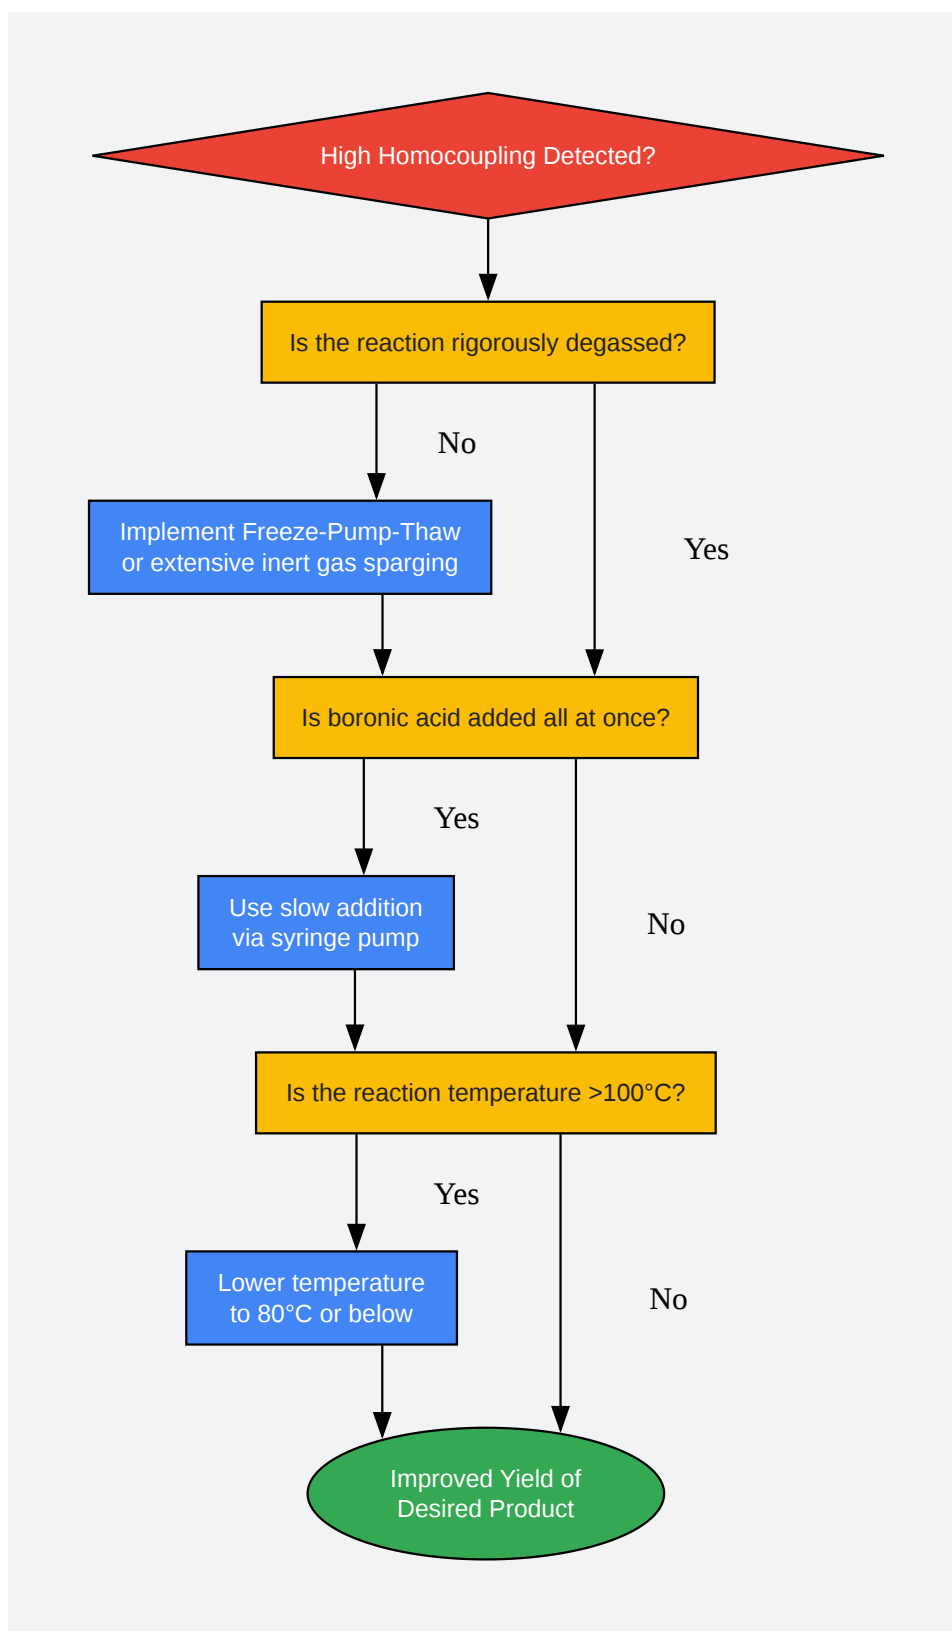 High Homocoupling Detected?
Is the reaction rigorously degassed?
No
Implement Freeze-Pump-Thaw
or extensive inert gas sparging
Yes
Is boronic acid added all at once?
Yes
Use slow addition
via syringe pump
No
Is the reaction temperature >100°C?
Yes
Lower temperature
to 80°C or below
No
Improved Yield of
Desired Product